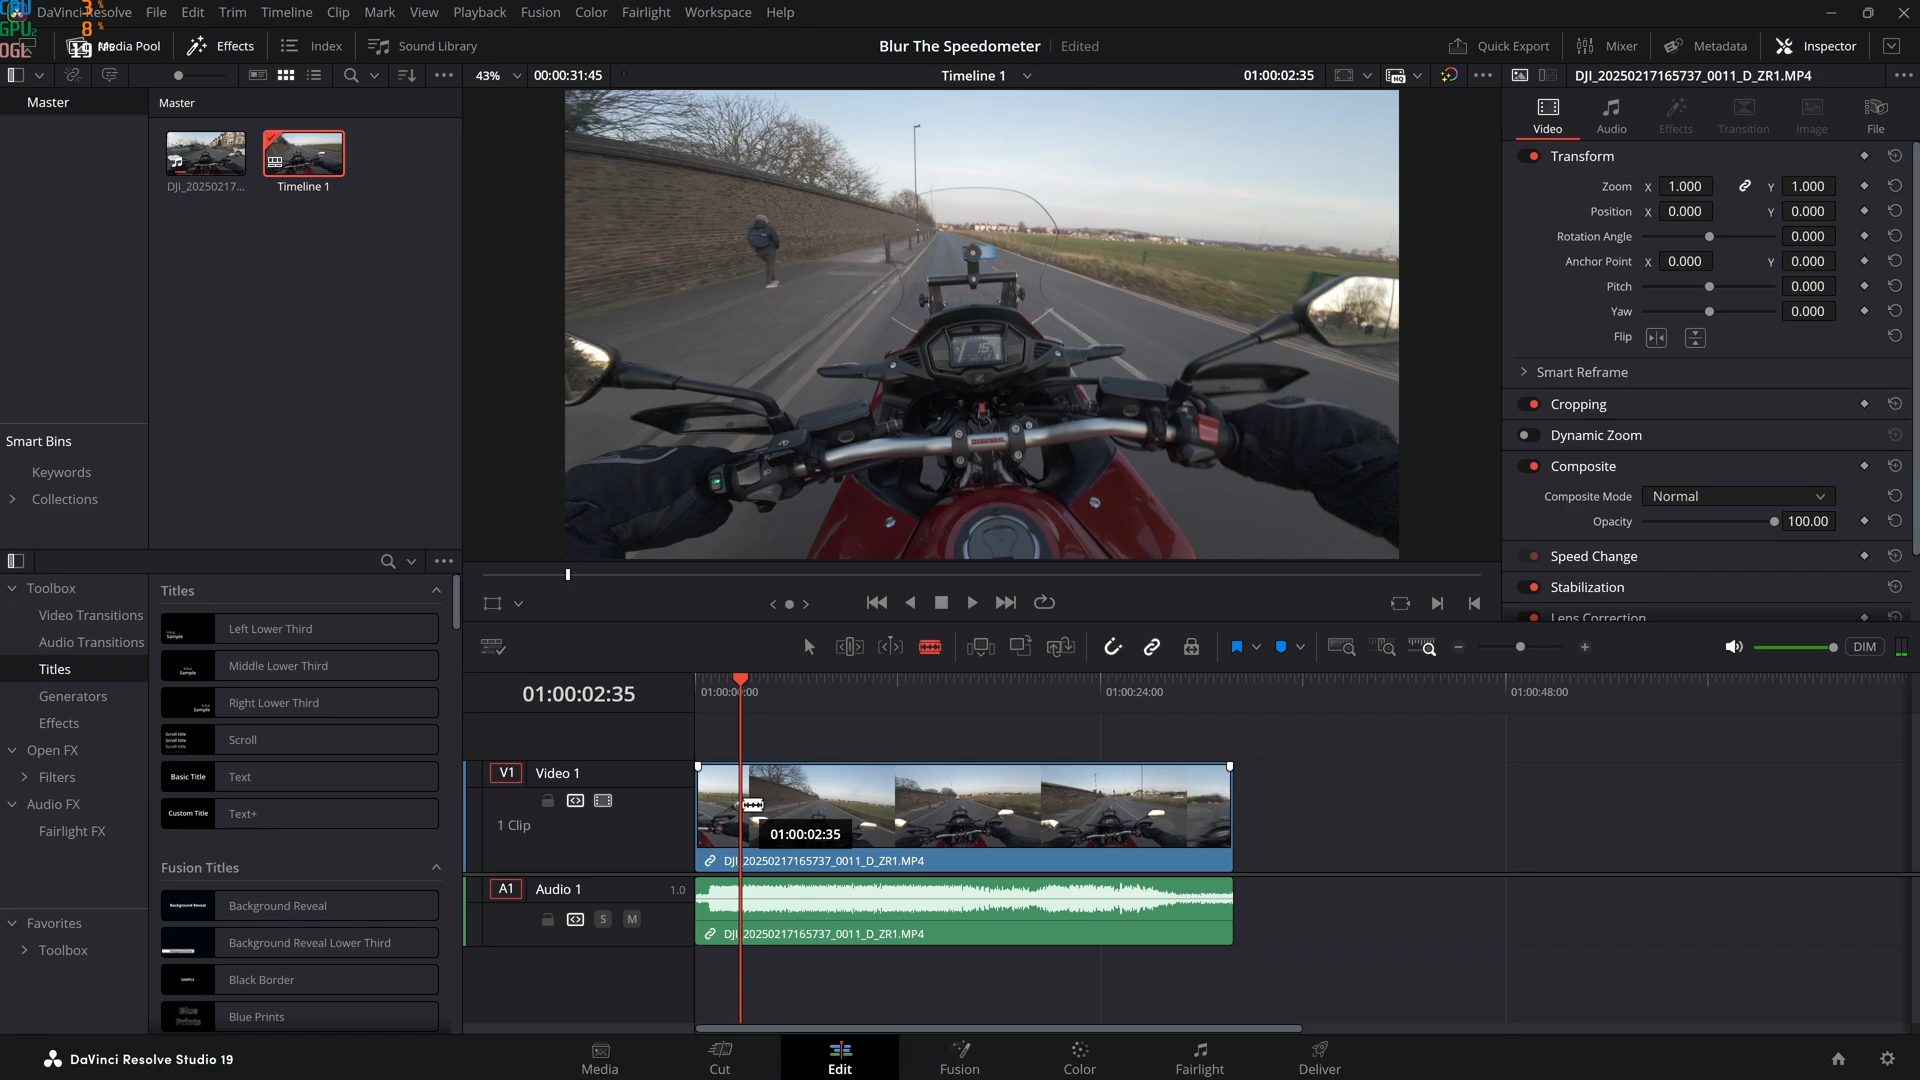 DaVinci Resolve File Edit Trim Timeline Clip Mark View Playback Fusion Color Fairlight Workspace Help
Media Pool Effects Index Sound Library Blur The Speedometer Edited Quick Export Mixer Metadata Inspector
43% 00:00:31:45 Timeline 1 01:00:02:35 DJI_20250217165737_0011_D_ZR1.MP4
Master
Master
DJI_20250217...
Timeline 1
Smart Bins
Keywords
Collections
Video Audio Effects Transition Image File
Transform
Zoom X 1.000 Y 1.000
Position X 0.000 Y 0.000
Rotation Angle 0.000
Anchor Point X 0.000 Y 0.000
Pitch 0.000
Yaw 0.000
Flip
Smart Reframe
Cropping
Dynamic Zoom
Composite
Composite Mode Normal
Opacity 100.00
Speed Change
Stabilization
Lens Correction
Toolbox
Video Transitions
Audio Transitions
Titles
Generators
Effects
Open FX
Filters
Audio FX
Fairlight FX
Favorites
Toolbox
Titles
Left Lower Third
Middle Lower Third
Right Lower Third
Scroll
Basic Title Text
Custom Title Text+
Fusion Titles
Background Reveal Background Reveal
Background Reveal Lower Third
Black Border
Blue Prints Blue Prints
HONDA
DIM
01:00:02:35
01:00:00:00 01:00:24:00 01:00:48:00
V1 Video 1
1 Clip
01:00:02:35
DJI_20250217165737_0011_D_ZR1.MP4
A1 Audio 1 1.0
S M
DJI_20250217165737_0011_D_ZR1.MP4
DaVinci Resolve Studio 19
Media Cut Edit Fusion Color Fairlight Deliver